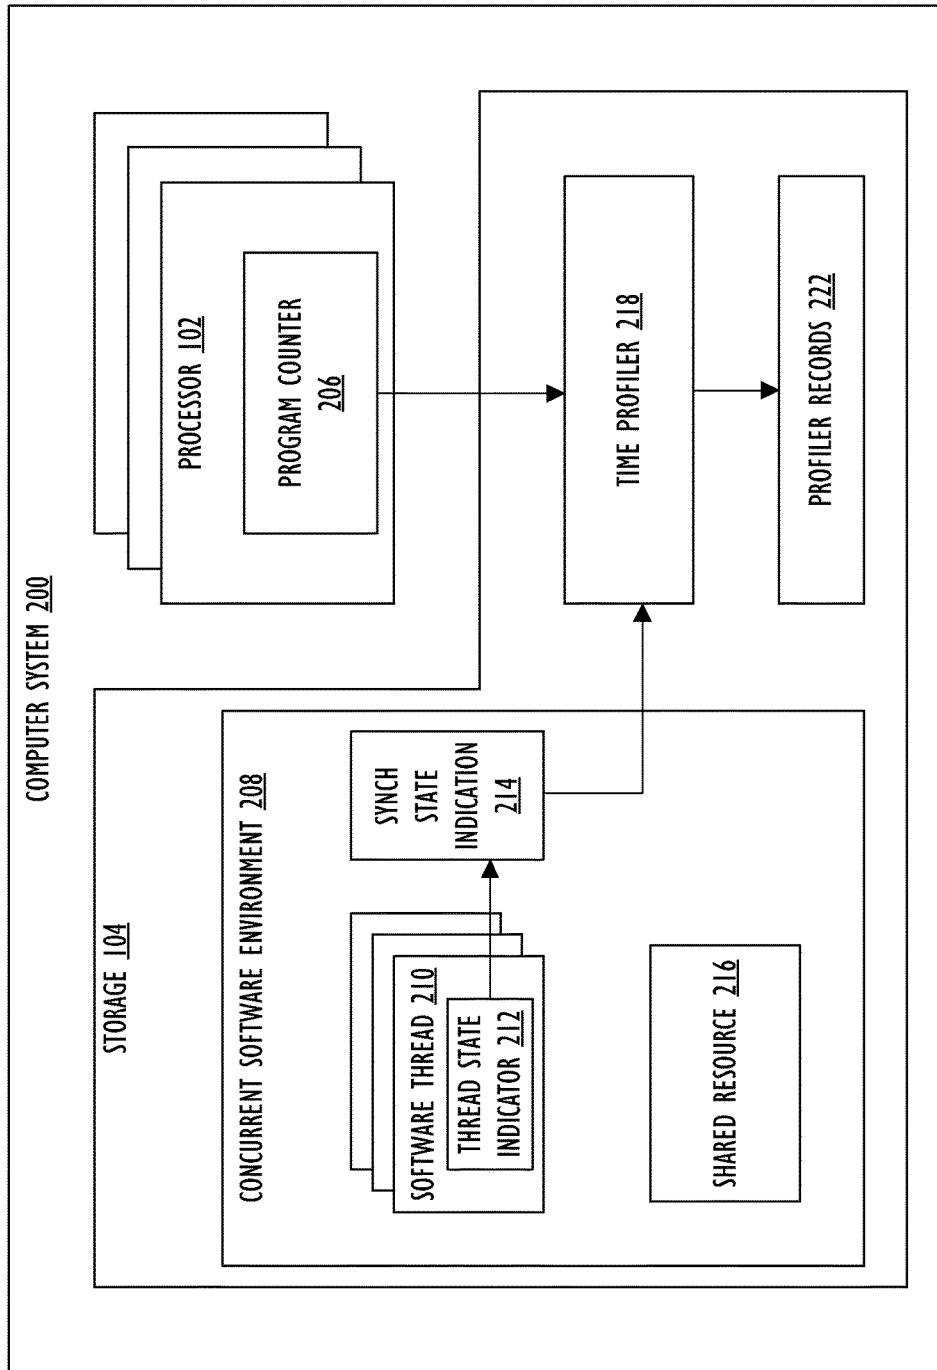 COMPUTER SYSTEM 200
STORAGE 104
CONCURRENT SOFTWARE ENVIRONMENT 208
SOFTWARE THREAD 210
THREAD STATE
INDICATOR 212
SYNCH
STATE
INDICATION
214
SHARED RESOURCE 216
PROCESSOR 102
PROGRAM COUNTER
206
TIME PROFILER 218
PROFILER RECORDS 222